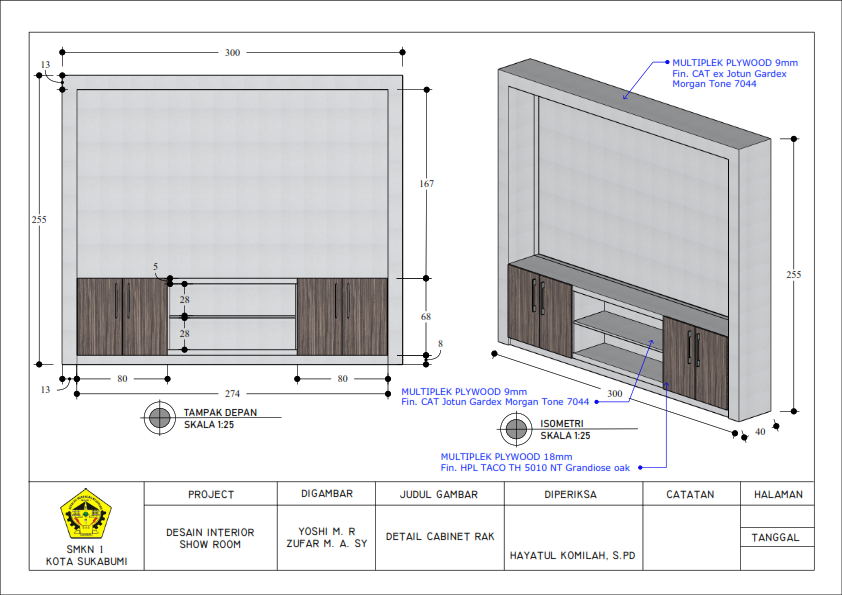 300
13
255
167
5
28
28
68
8
13
80
80
274
TAMPAK DEPAN
SKALA 1:25
MULTIPLEK PLYWOOD 9mm
Fin. CAT ex Jotun Gardex
Morgan Tone 7044
255
300
40
MULTIPLEK PLYWOOD 9mm
Fin. CAT Jotun Gardex Morgan Tone 7044
ISOMETRI
SKALA 1:25
MULTIPLEK PLYWOOD 18mm
Fin. HPL TACO TH 5010 NT Grandiose oak
SMKN 1
KOTA SUKABUMI
PROJECT
DESAIN INTERIOR
SHOW ROOM
DIGAMBAR
YOSHI M. R
ZUFAR M. A. SY
JUDUL GAMBAR
DETAIL CABINET RAK
DIPERIKSA
HAYATUL KOMILAH, S.PD
CATATAN
HALAMAN
TANGGAL